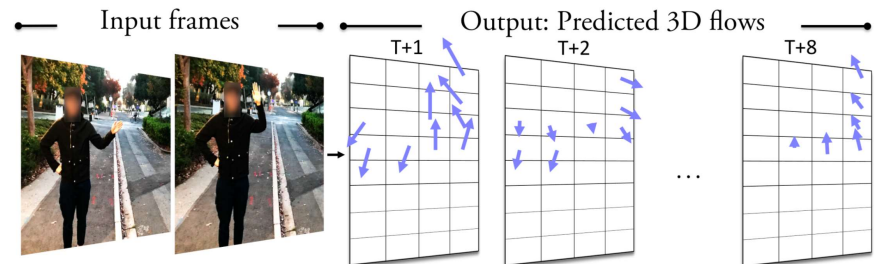 Input frames
Output: Predicted 3D flows
T+1
T+2
T+8
...